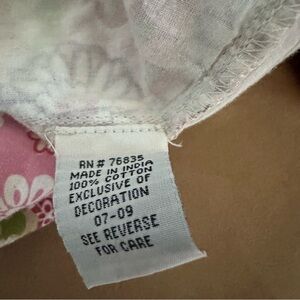 RN # 76835
MADE IN INDIA
100% COTTON
EXCLUSIVE OF
DECORATION
07-09
SEE REVERSE
FOR CARE